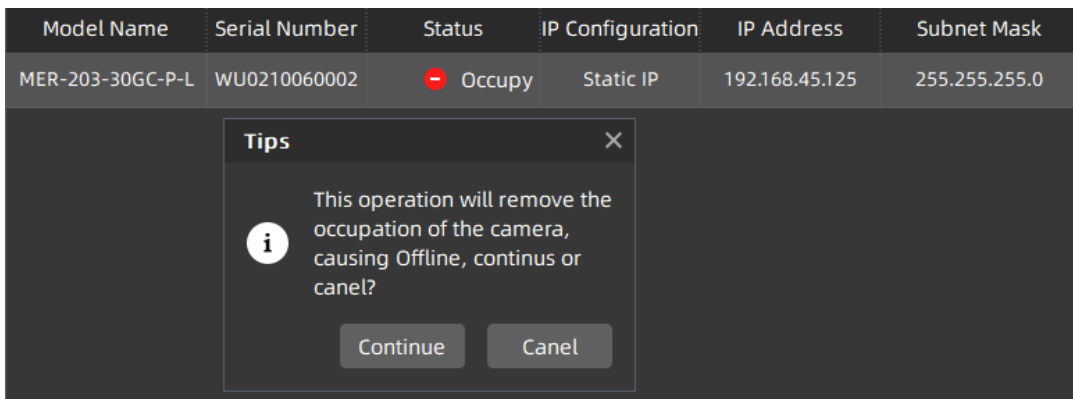 Model Name Serial Number Status IP Configuration IP Address Subnet Mask
MER-203-30GC-P-L WU0210060002 Occupy Static IP 192.168.45.125 255.255.255.0
Tips
This operation will remove the
occupation of the camera,
causing Offline, continus or
canel?
Continue Canel